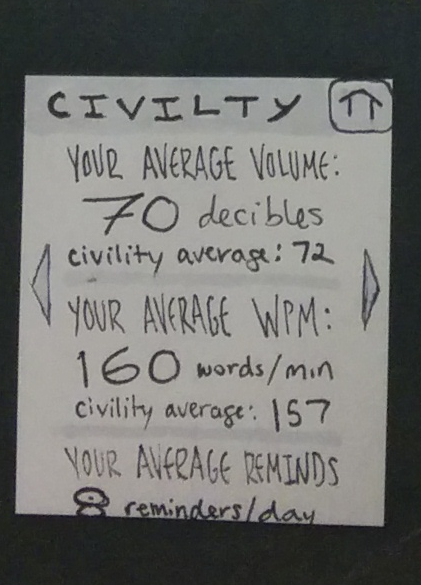 CIVILTY
YOUR AVERAGE VOLUME:
70 decibles
civility average: 72
YOUR AVERAGE WPM:
160 words/min
civility average: 157
YOUR AVERAGE REMINDS
8 reminders/day